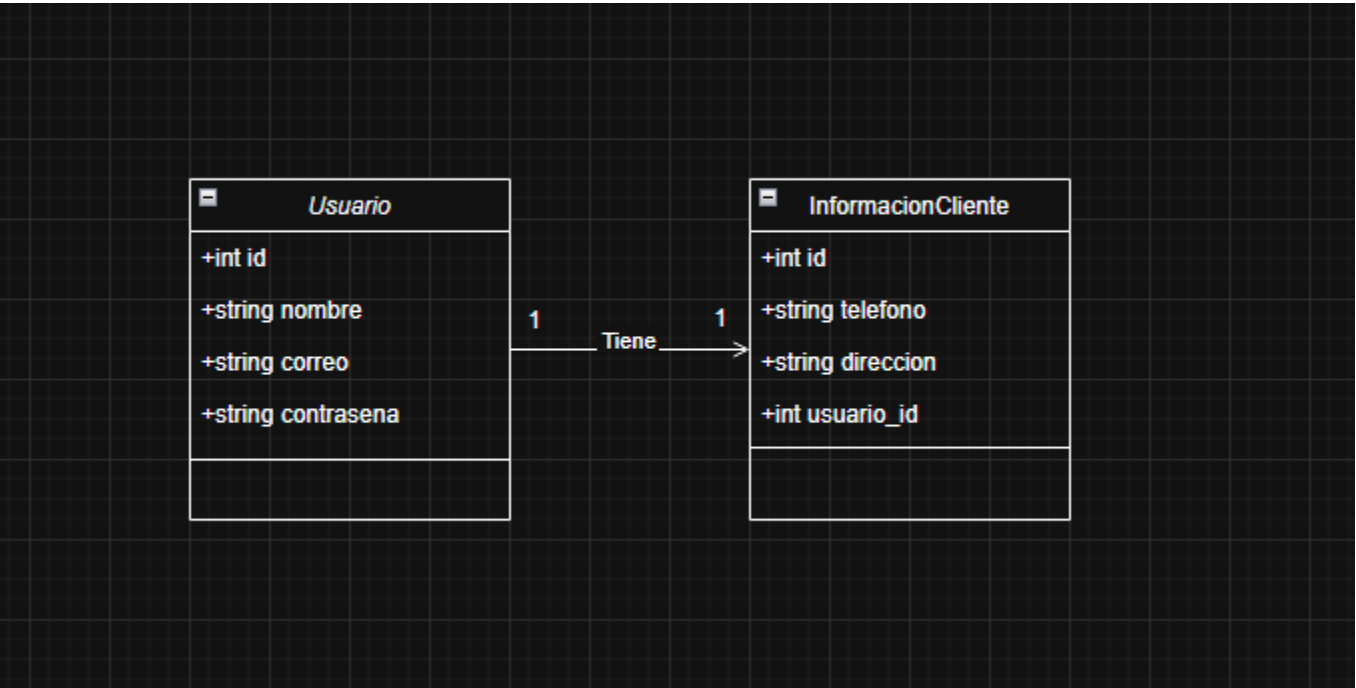 Usuario
+int id
+string nombre
+string correo
+string contrasena
1
Tiene
1
InformacionCliente
+int id
+string telefono
+string direccion
+int usuario_id